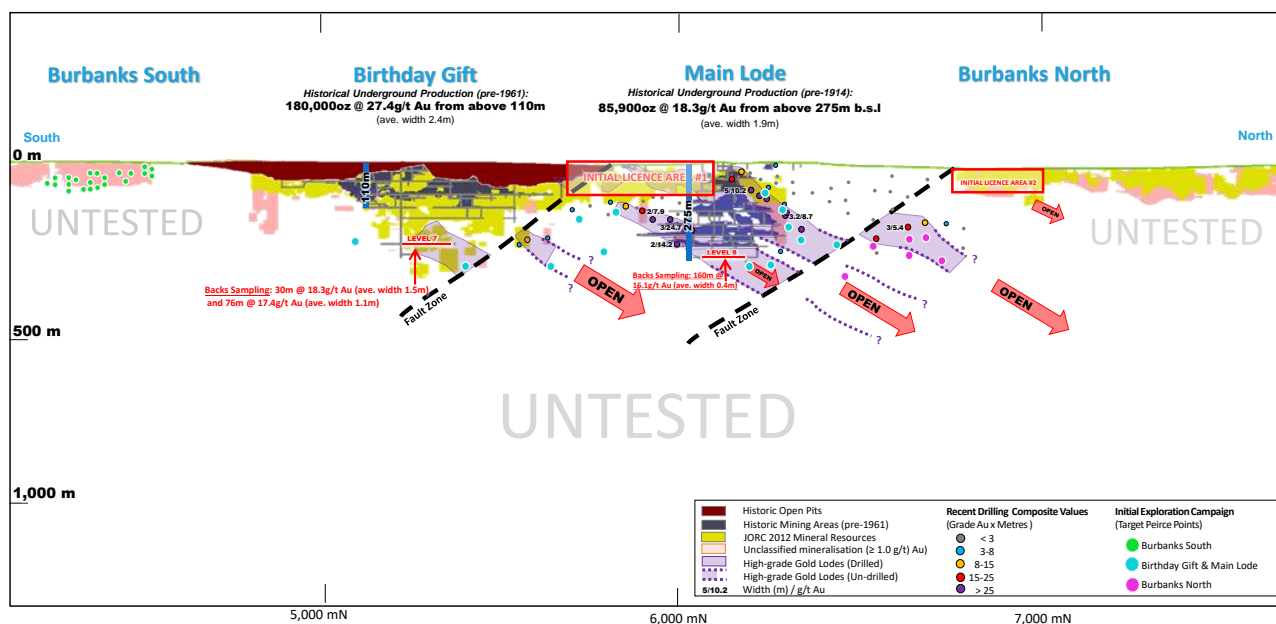 Burbanks South
Birthday Gift
Main Lode
Burbanks North
Historical Underground Production (pre-1961):
180,000oz @ 27.4g/t Au from above 110m
(ave. width 2.4m)
Historical Underground Production (pre-1914):
85,900oz @ 18.3g/t Au from above 275m b.s.l
(ave. width 1.9m)
South
North
0 m
INITIAL LICENCE AREA #1
INITIAL LICENCE AREA #2
110m
225m
5/10.2
2/7.9
3/24.7
2/14.2
3.2/8.7
3/5.4
OPEN
UNTESTED
UNTESTED
LEVEL 7
LEVEL 8
OPEN
Backs Sampling: 30m @ 18.3g/t Au (ave. width 1.5m)
and 76m @ 17.4g/t Au (ave. width 1.1m)
Backs Sampling: 160m @
16.1g/t Au (ave. width 0.4m)
?
?
?
?
?
OPEN
OPEN
OPEN
Fault Zone
Fault Zone
500 m
UNTESTED
1,000 m
Historic Open Pits
Historic Mining Areas (pre-1961)
JORC 2012 Mineral Resources
Unclassified mineralisation (≥ 1.0 g/t) Au)
High-grade Gold Lodes (Drilled)
High-grade Gold Lodes (Un-drilled)
5/10.2 Width (m) / g/t Au
Recent Drilling Composite Values
(Grade Au x Metres)
< 3
3-8
8-15
15-25
> 25
Initial Exploration Campaign
(Target Peirce Points)
Burbanks South
Birthday Gift & Main Lode
Burbanks North
5,000 mN
6,000 mN
7,000 mN